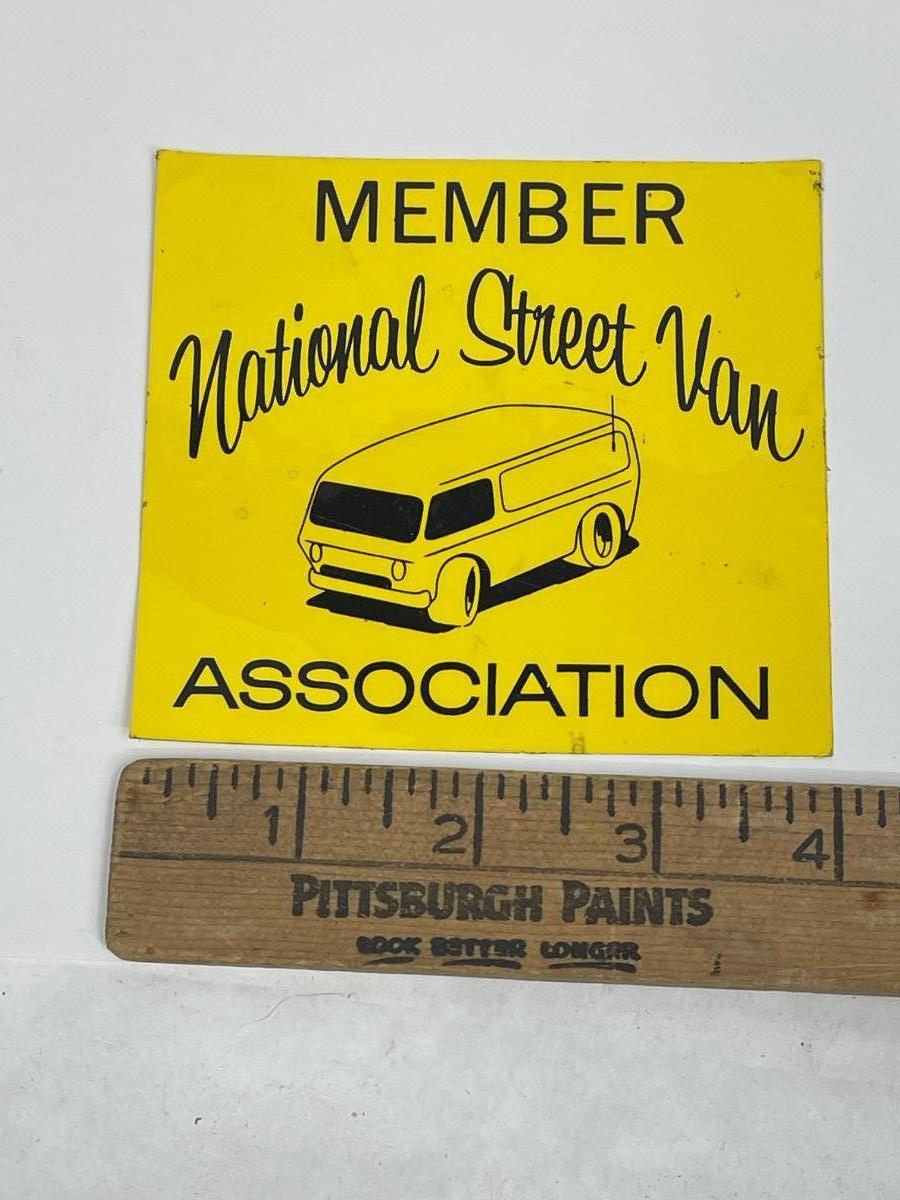 MEMBER
National Street Van
ASSOCIATION
1 2 3 4
PITTSBURGH PAINTS
LOOK BETTER LONGER